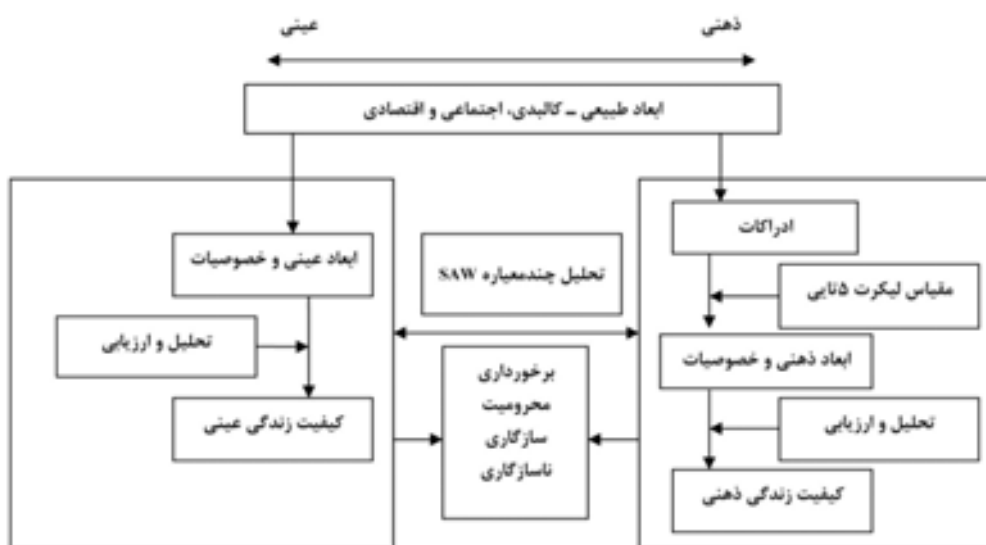 ذهنی
عینی
ابعاد طبیعی ـ کالبدی، اجتماعی و اقتصادی
ادراکات
مقیاس لیکرت ۵تایی
ابعاد ذهنی و خصوصیات
تحلیل و ارزیابی
کیفیت زندگی ذهنی
تحلیل چندمعیاره SAW
برخورداری
محرومیت
سازگاری
ناسازگاری
ابعاد عینی و خصوصیات
تحلیل و ارزیابی
کیفیت زندگی عینی